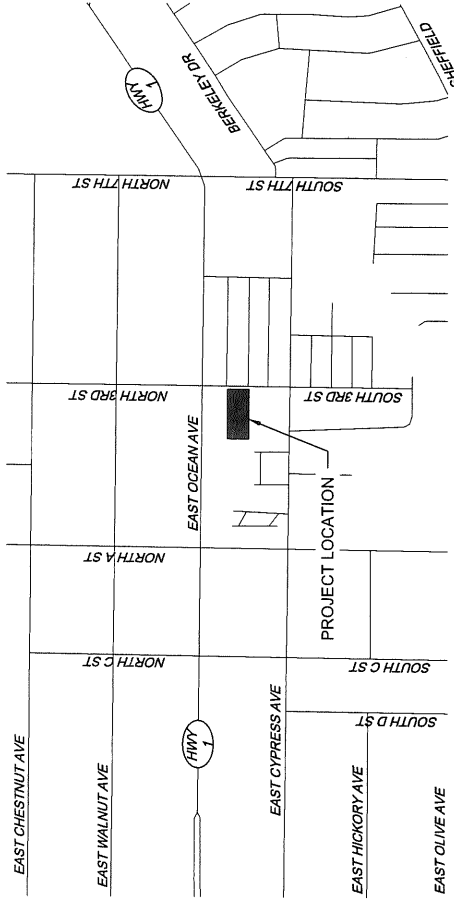 EAST CHESTNUT AVE
EAST WALNUT AVE
HWY
1
EAST CYPRESS AVE
EAST HICKORY AVE
EAST OLIVE AVE
SOUTH D ST
NORTH C ST
SOUTH C ST
NORTH A ST
PROJECT LOCATION
EAST OCEAN AVE
NORTH 3RD ST
SOUTH 3RD ST
NORTH 7TH ST
SOUTH 7TH ST
HWY
1
BERKELEY DR
SHEFFIELD